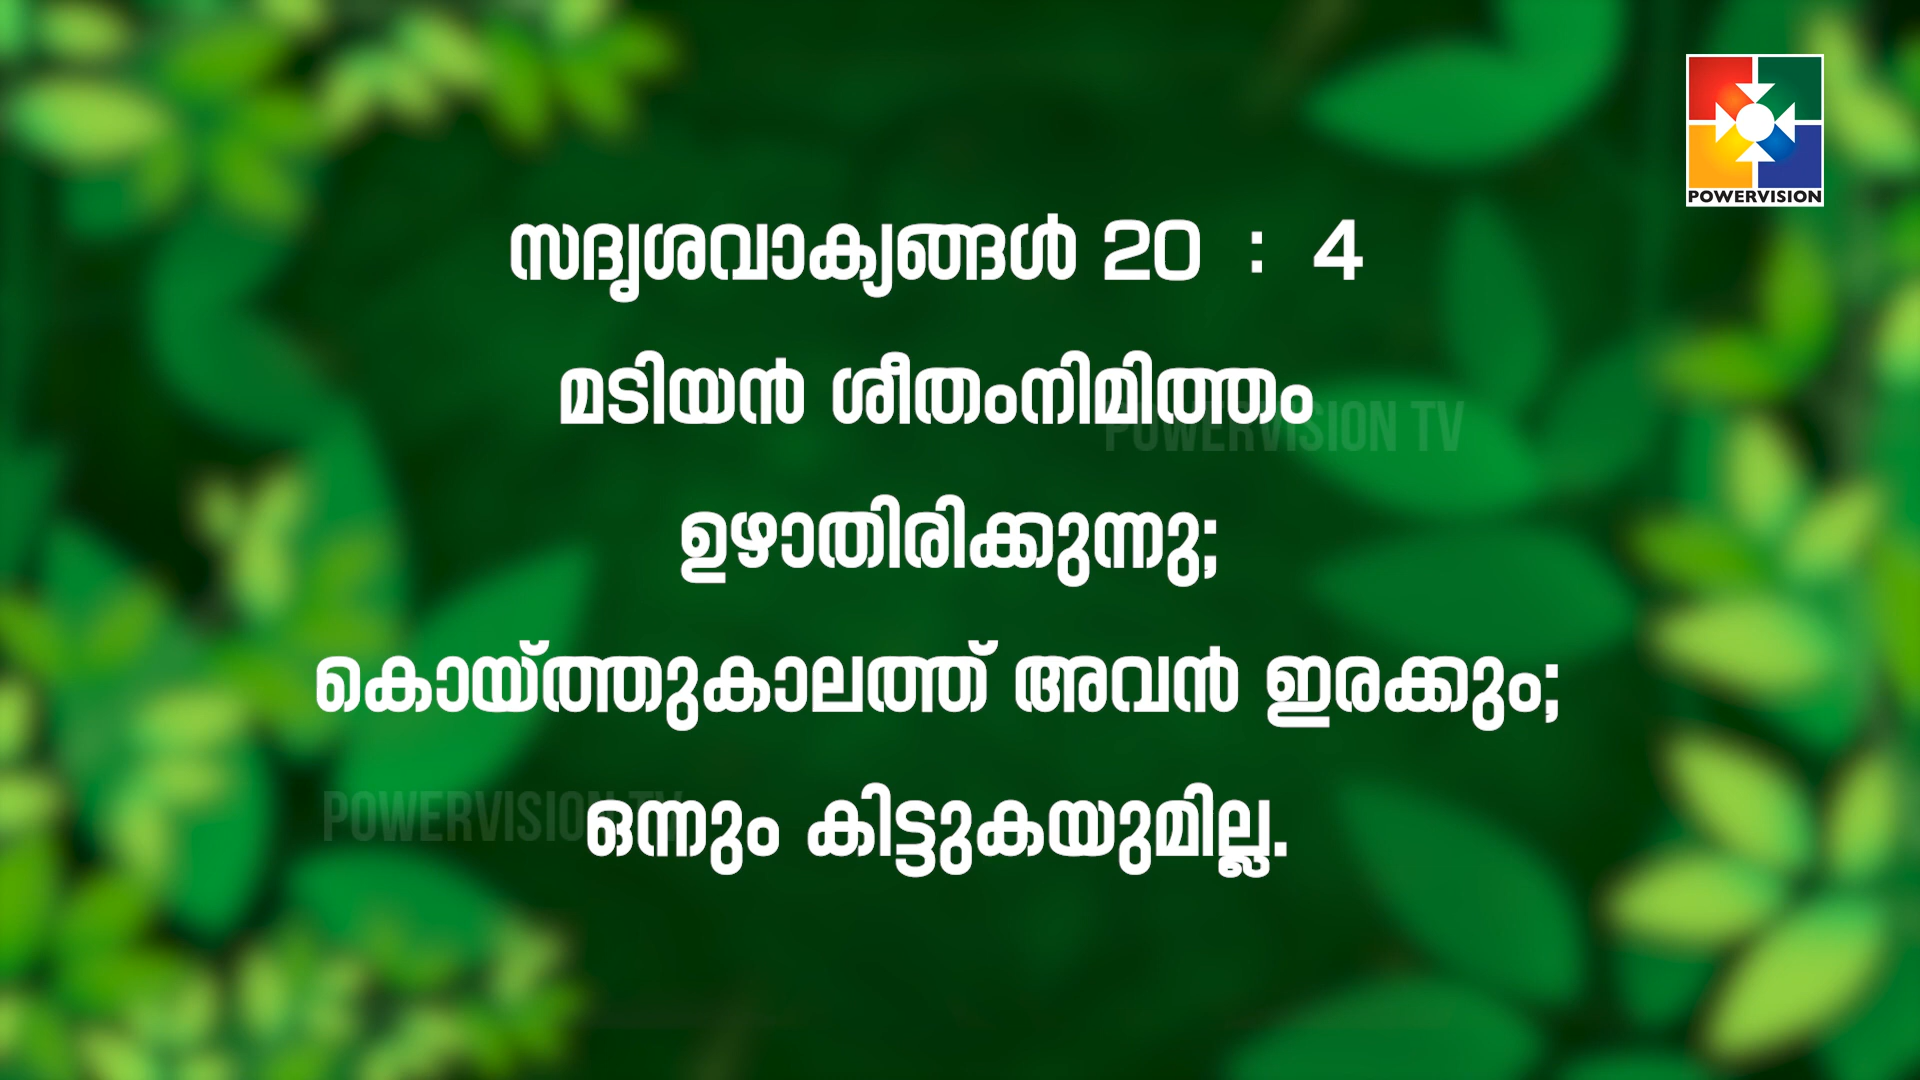 POWERVISION
സദൃശവാക്യങ്ങൾ 20 : 4
മടിയൻ ശീതംനിമിത്തം
POWERVISION TV
ഉഴാതിരിക്കുന്നു;
കൊയ്ത്തുകാലത്ത് അവൻ ഇരക്കും;
POWERVISION TV
ഒന്നും കിട്ടുകയുമില്ല.